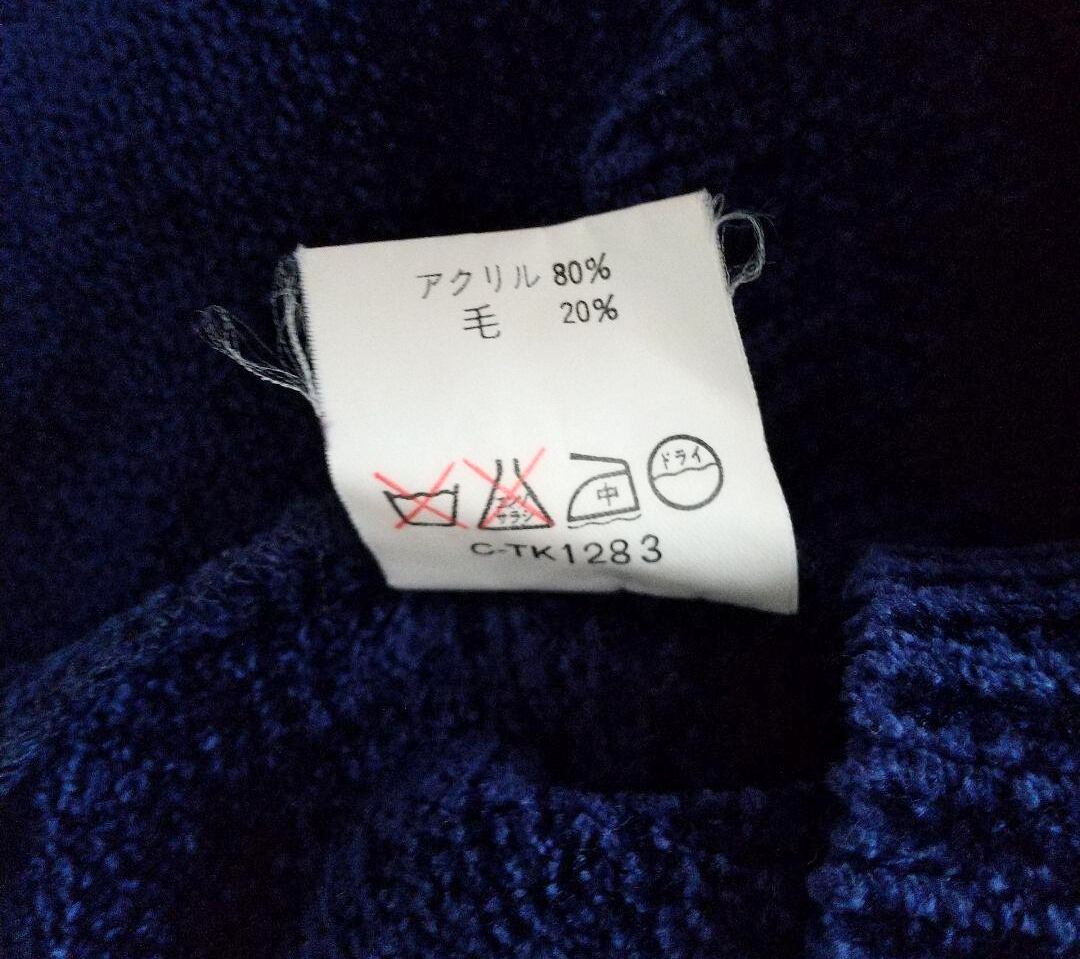 アクリル 80%
毛 20%
エンソ
サラシ
中
ドライ
C-TK1283